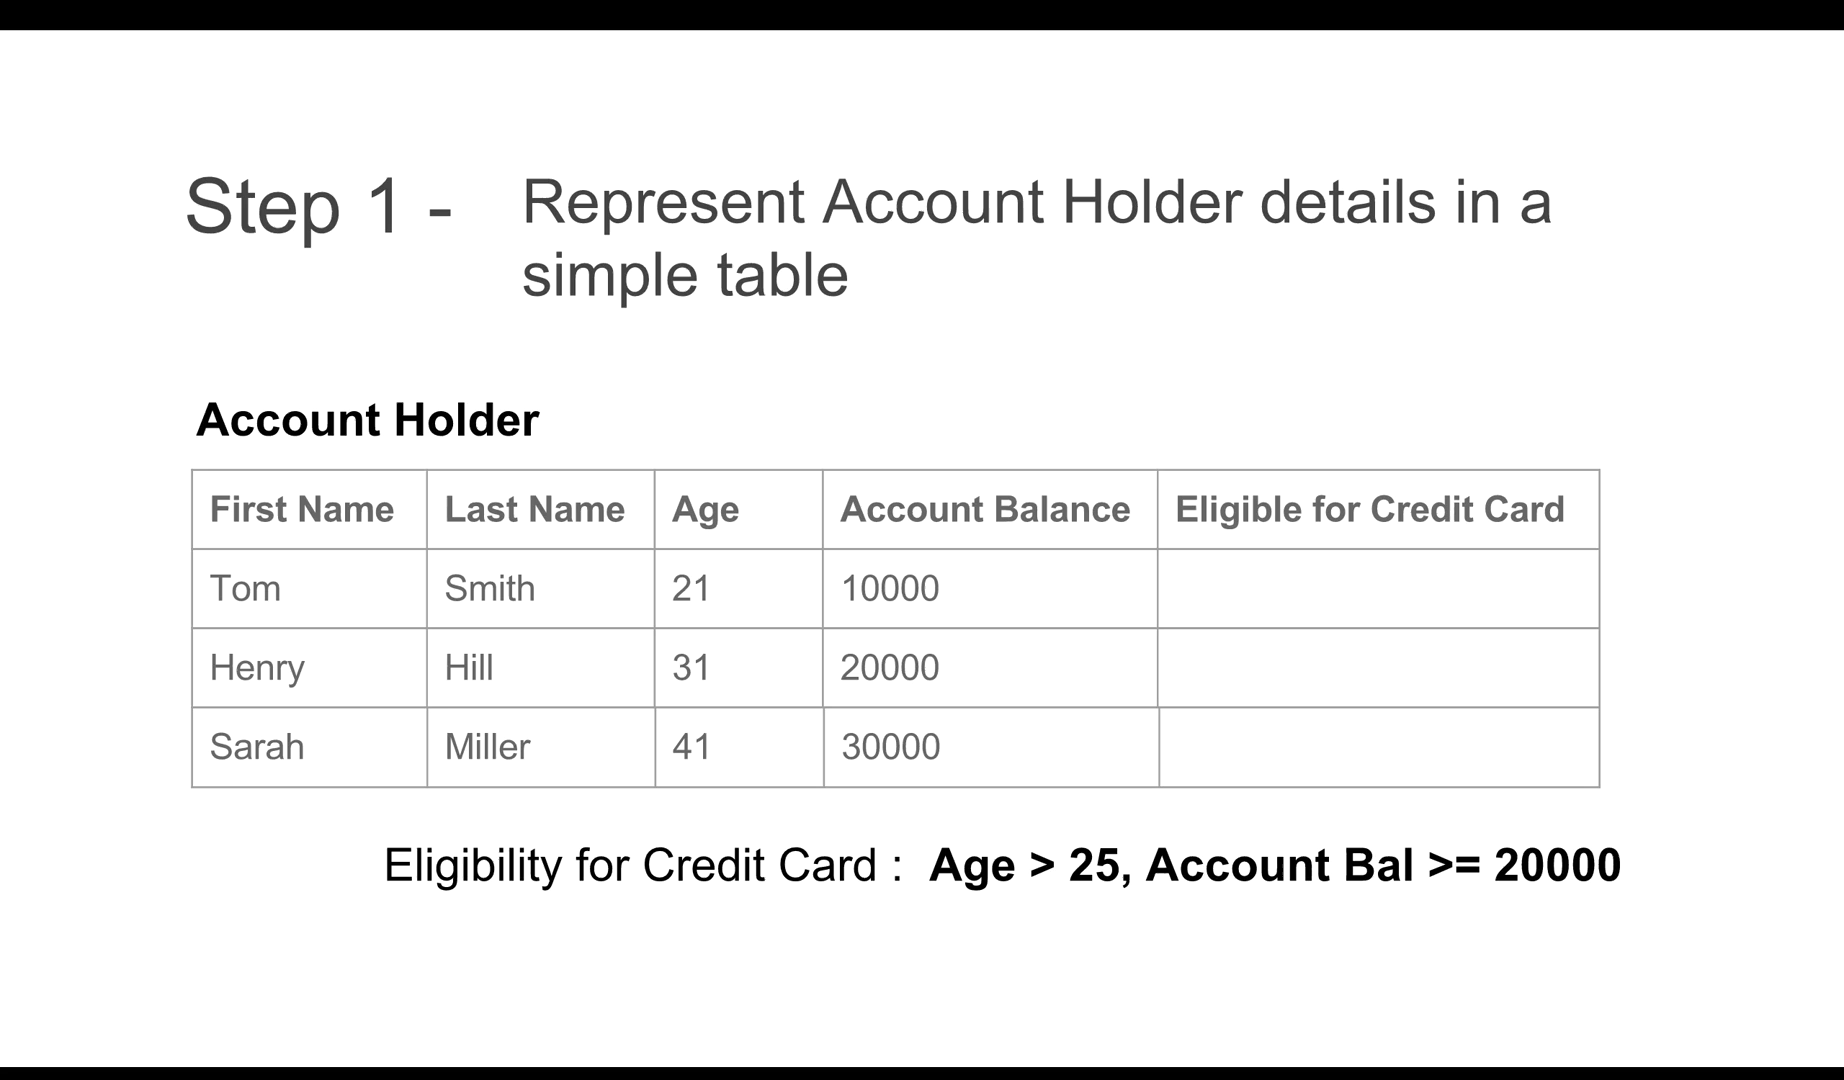 Step 1 - Represent Account Holder details in a
simple table
Account Holder
First Name Last Name Age Account Balance Eligible for Credit Card
Tom Smith 21 10000
Henry Hill 31 20000
Sarah Miller 41 30000
Eligibility for Credit Card : Age > 25, Account Bal >= 20000